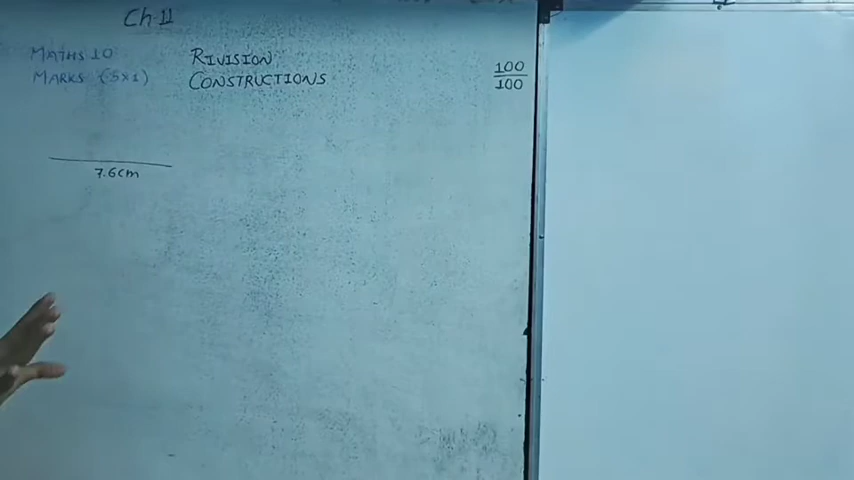 Ch 11
MATHS 10
MARKS (5x1)
RIVISION
CONSTRUCTIONS
100
100
7.6cm